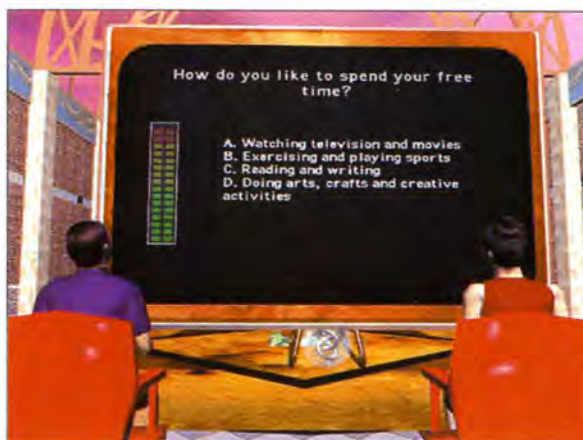 How do you like to spend your free
time?
A. Watching television and movies
B. Exercising and playing sports
C. Reading and writing
D. Doing arts, crafts and creative
activities